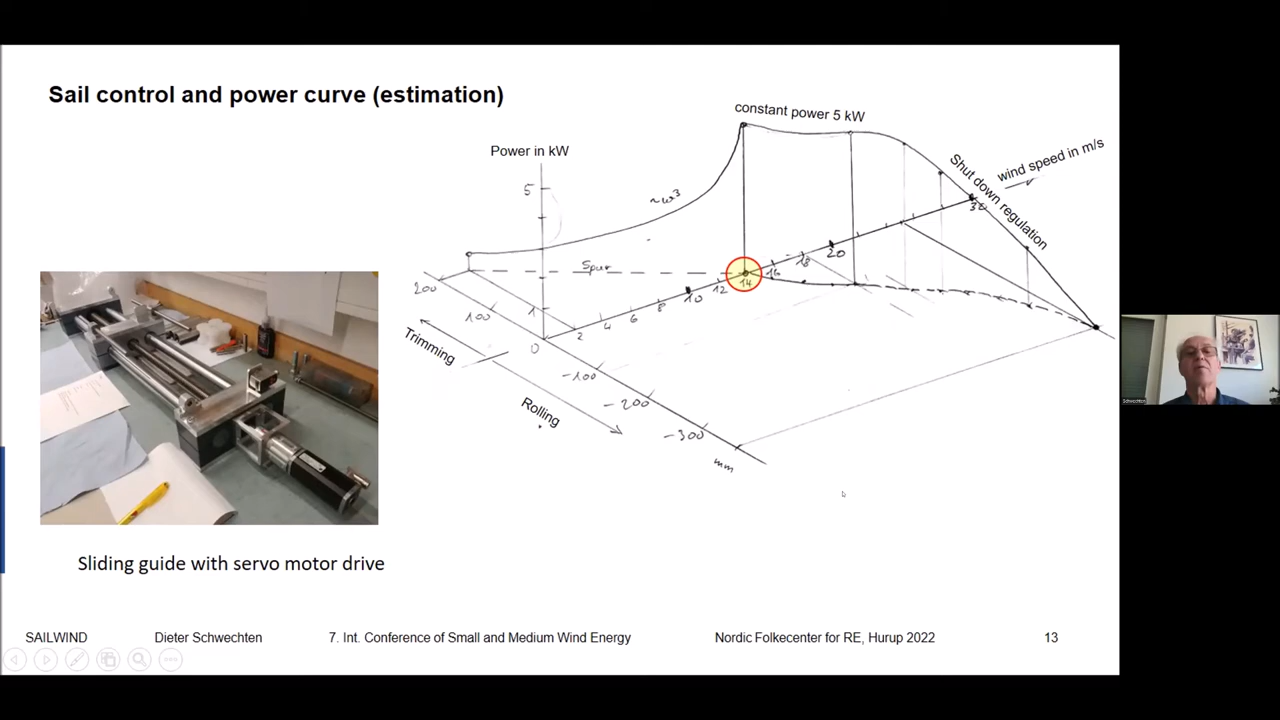 Sail control and power curve (estimation)
constant power 5 kW
Power in kW
wind speed in m/s
Shut down regulation
5
~w³
Spur
200
100
1
0
2
4
6
8
10
12
14
16
18
20
30
Trimming
Rolling
-100
-200
-300
mm
Sliding guide with servo motor drive
SAILWIND
Dieter Schwechten
7. Int. Conference of Small and Medium Wind Energy
Nordic Folkecenter for RE, Hurup 2022
13
Schwechten